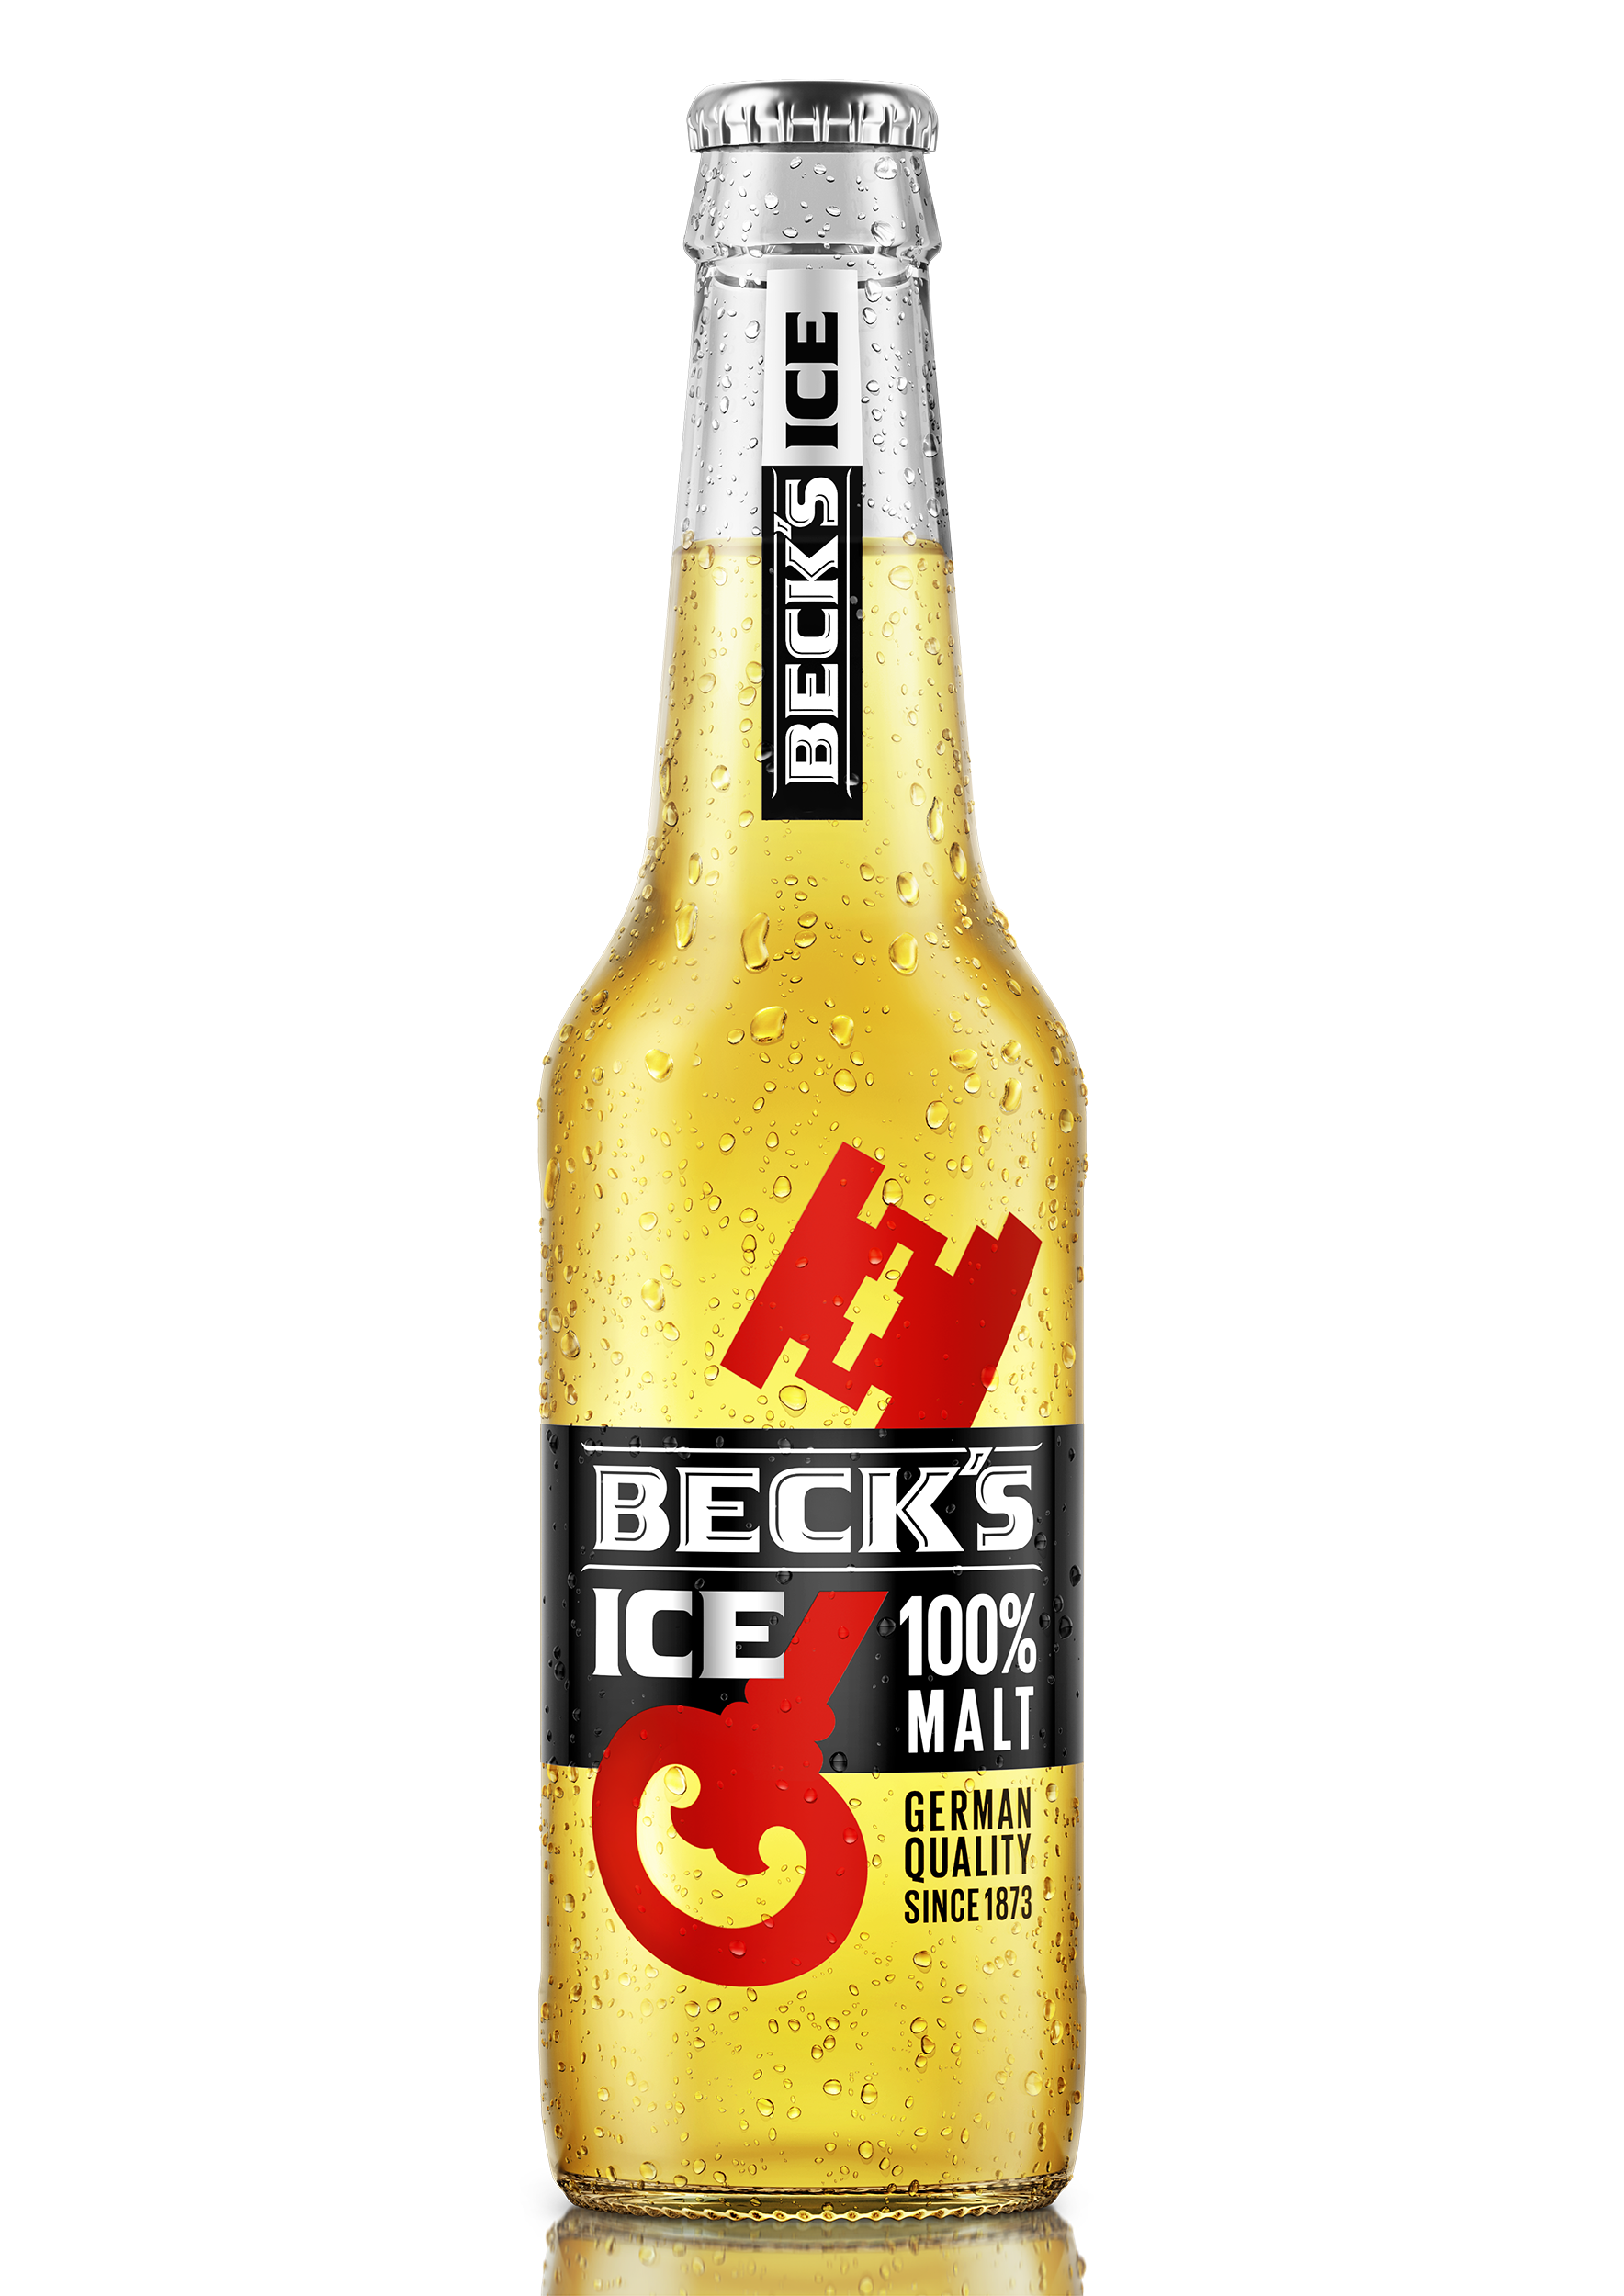 BECK'S ICE
BECK'S
ICE
100%
MALT
GERMAN
QUALITY
SINCE 1873